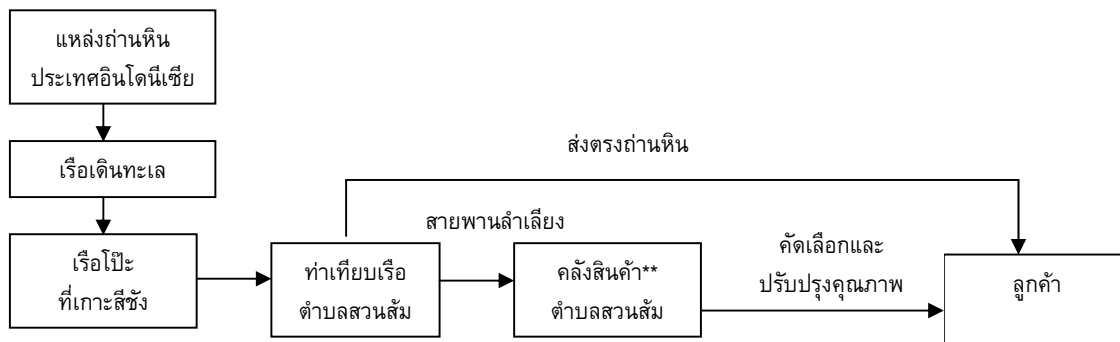 แหล่งถ่านหิน
ประเทศอินโดนีเซีย
เรือเดินทะเล
ส่งตรงถ่านหิน
สายพานลำเลียง
เรือโป๊ะ
ที่เกาะสีชัง
ท่าเทียบเรือ
ตำบลสวนส้ม
คลังสินค้า**
ตำบลสวนส้ม
คัดเลือกและ
ปรับปรุงคุณภาพ
ลูกค้า